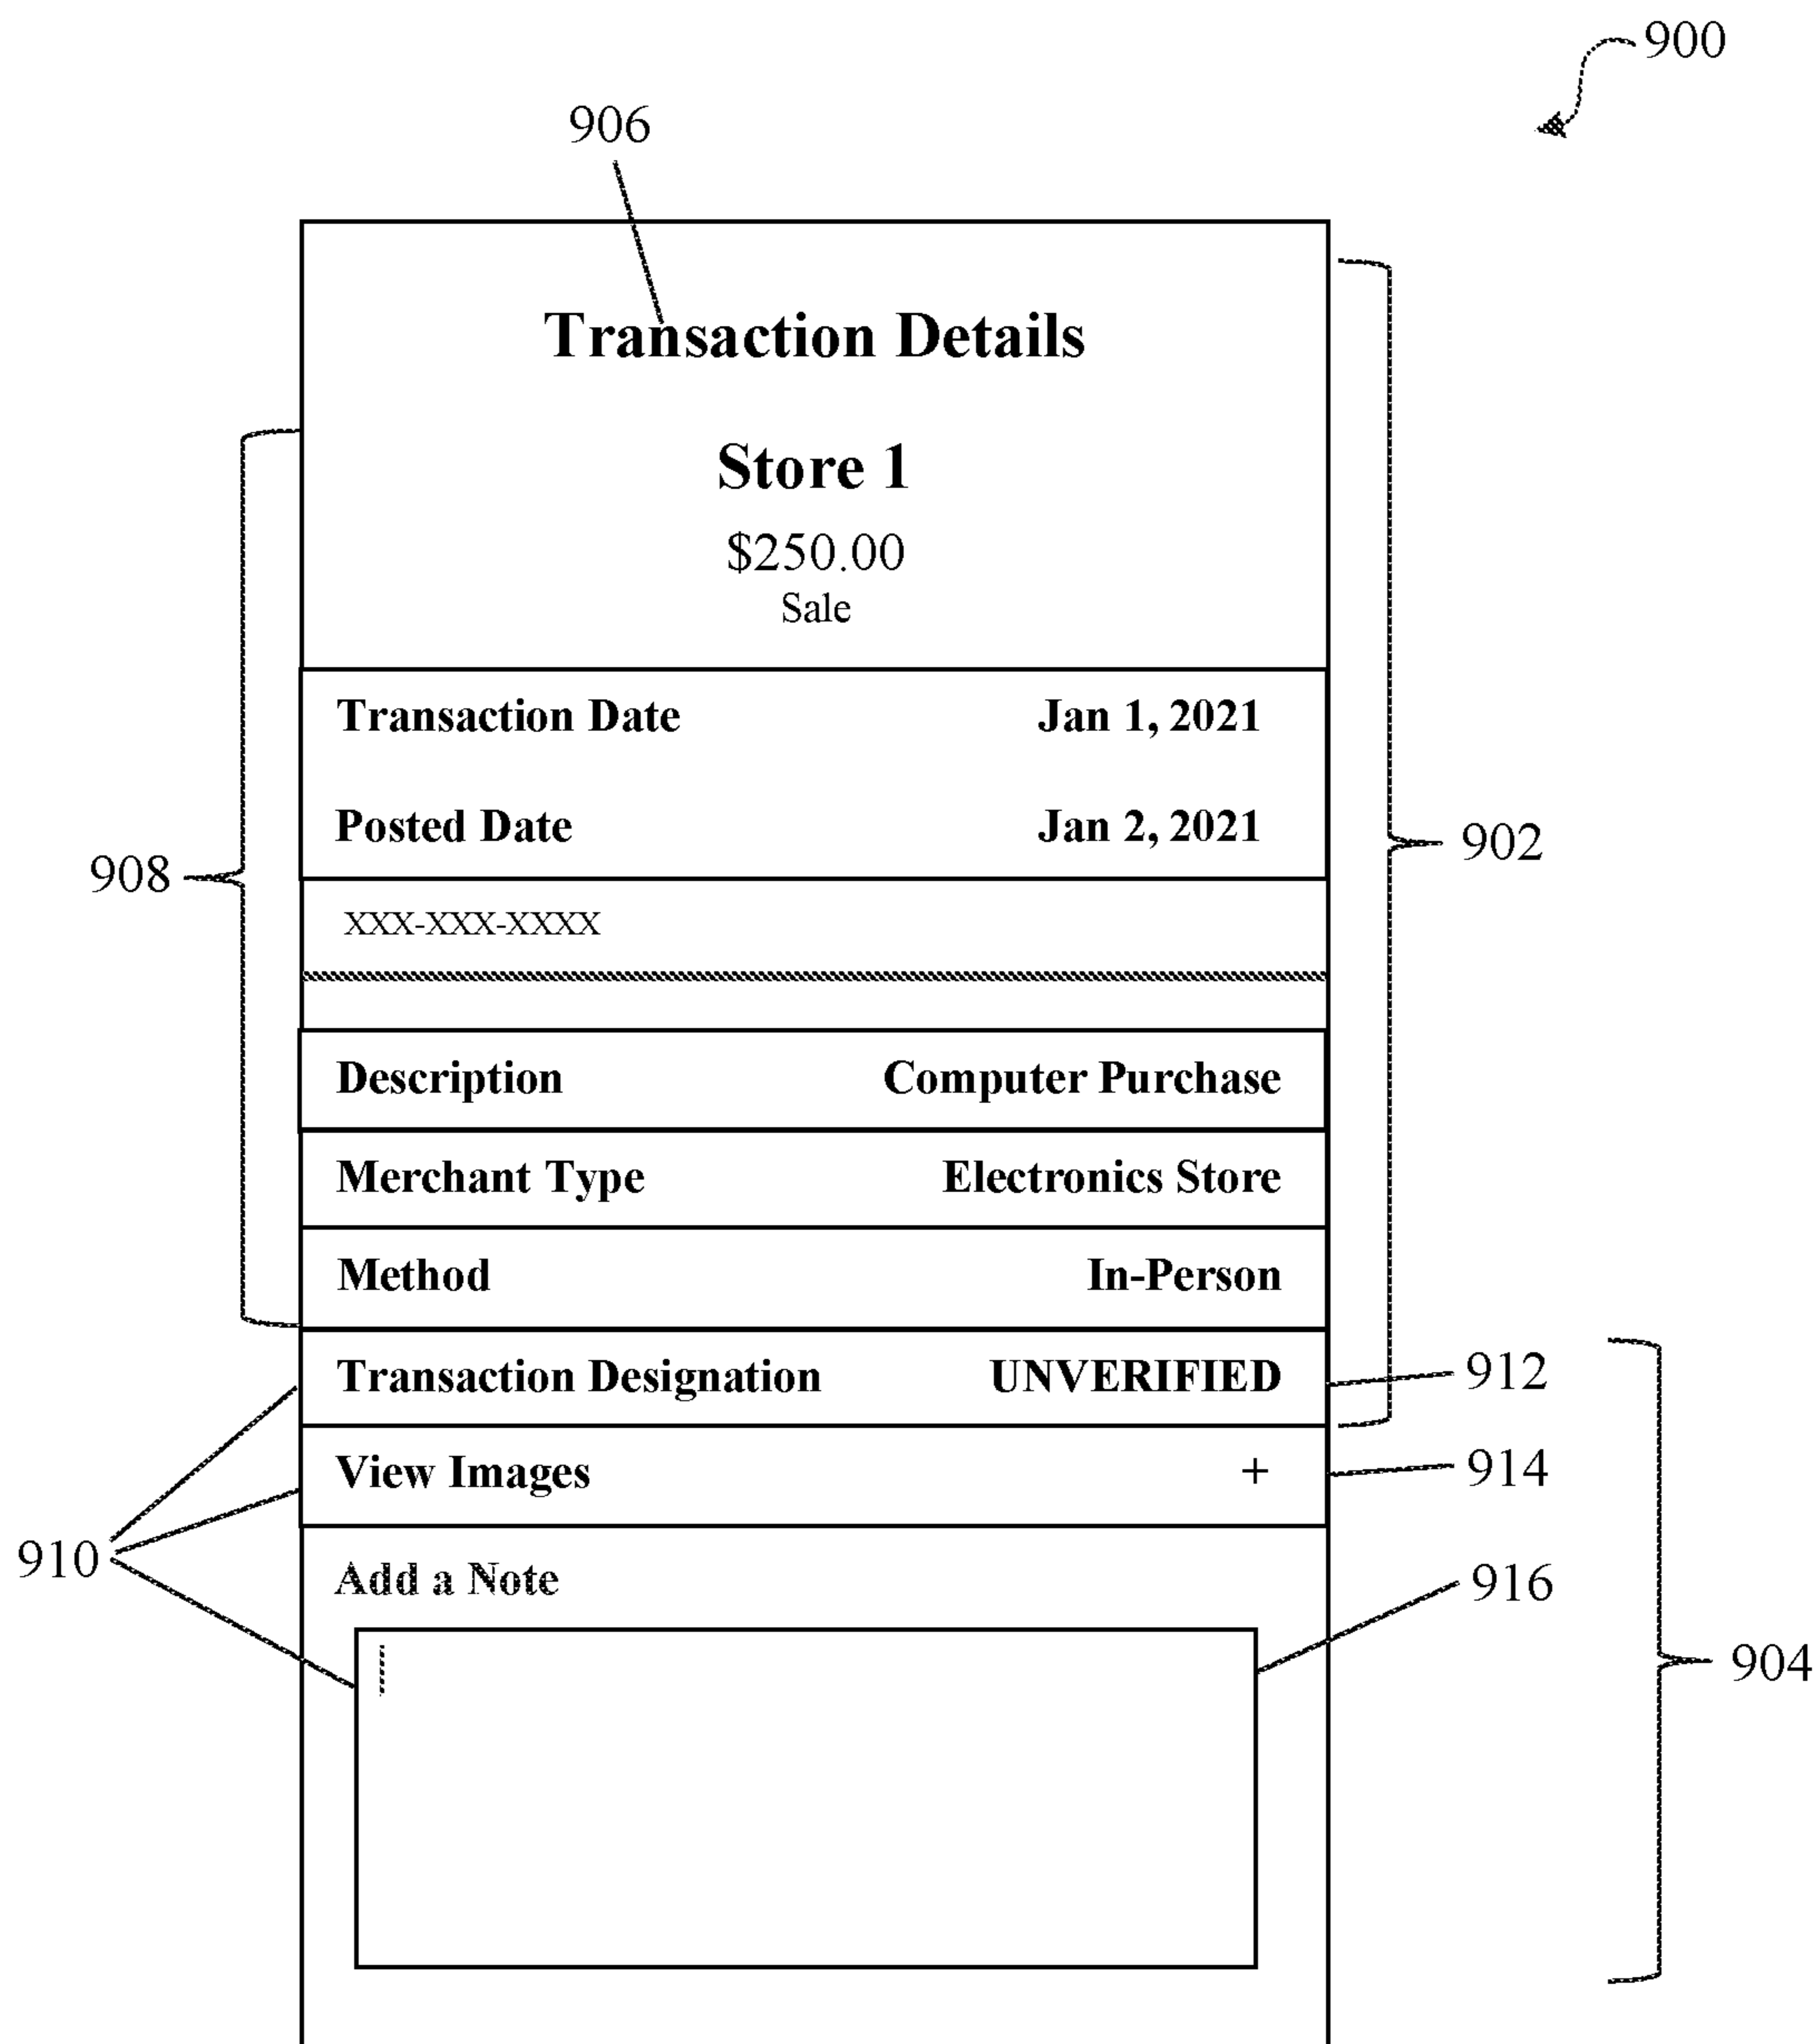 900
906
Transaction Details
Store 1
$250.00
Sale
Transaction Date Jan 1, 2021
Posted Date Jan 2, 2021
902
908
XXX-XXX-XXXX
Description Computer Purchase
Merchant Type Electronics Store
Method In-Person
Transaction Designation UNVERIFIED 912
View Images + 914
910
Add a Note
916
904